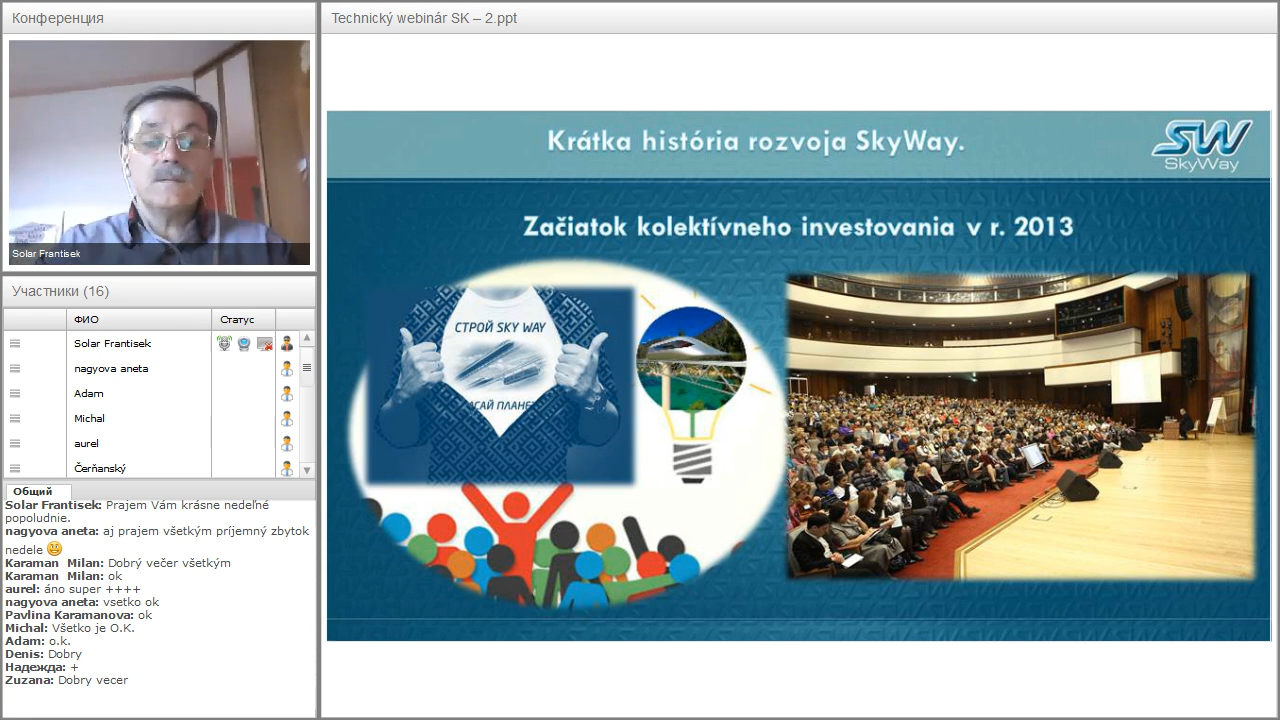 Конференция
Solar Frantisek
Участники (16)
ФИО Статус
Solar Frantisek
nagyova aneta
Adam
Michal
aurel
Čerňanský
Общий
Solar Frantisek: Prajem Vám krásne nedeľné
popoludnie.
nagyova aneta: aj prajem všetkým príjemný zbytok
nedele
Karaman Milan: Dobrý večer všetkým
Karaman Milan: ok
aurel: áno super ++++
nagyova aneta: vsetko ok
Pavlina Karamanova: ok
Michal: Všetko je O.K.
Adam: o.k.
Denis: Dobry
Надежда: +
Zuzana: Dobry vecer
Technický webinár SK – 2.ppt
Krátka história rozvoja SkyWay.
SW
SkyWay
Začiatok kolektívneho investovania v r. 2013
СТРОЙ SKY WAY
АСАЙ ПЛАНЕ